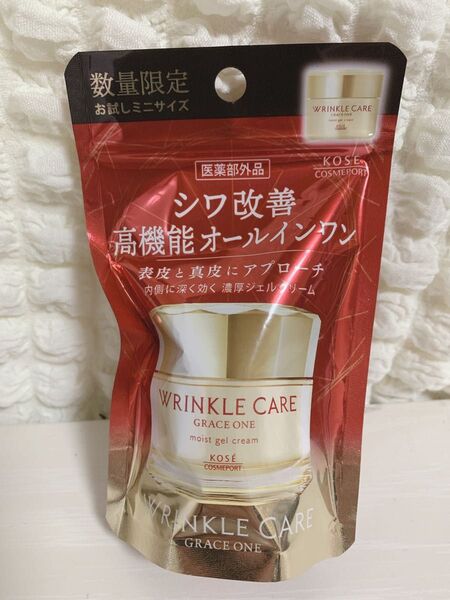 数量限定
お試しミニサイズ
WRINKLE CARE
GRACE ONE
moist gel cream
KOSÉ
COSMEPORT
医薬部外品
シワ改善
高機能オールインワン
表皮と真皮にアプローチ
内側に深く効く 濃厚ジェルクリーム
WRINKLE CARE
GRACE ONE
moist gel cream
KOSÉ
COSMEPORT
WRINKLE CARE
GRACE ONE